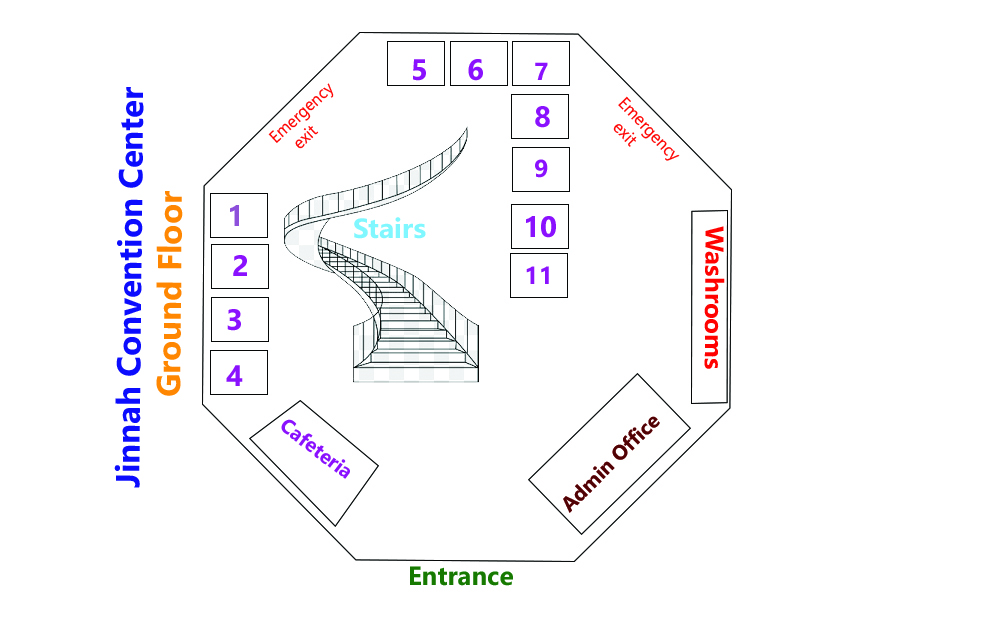 Jinnah Convention Center
Ground Floor
5 6 7
Emergency
exit
Emergency
exit
8
9
1
10
Stairs
2
11
3
4
Washrooms
Cafeteria
Admin Office
Entrance